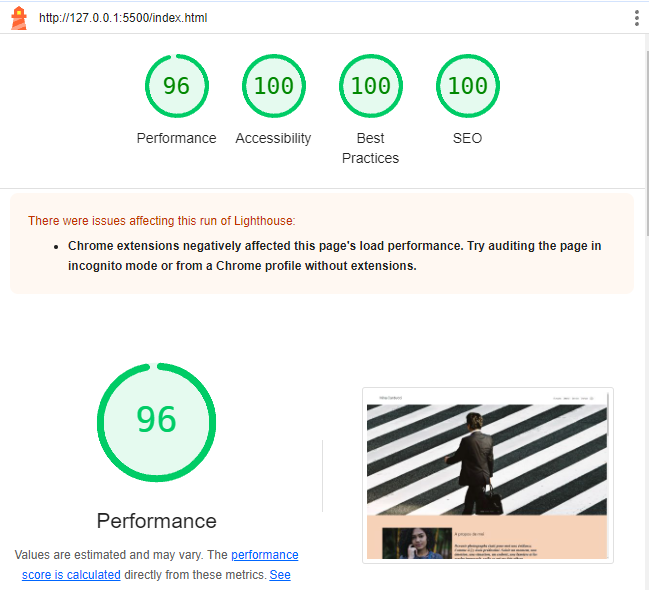 http://127.0.0.1:5500/index.html
96 100 100 100
Performance Accessibility Best SEO
Practices
There were issues affecting this run of Lighthouse:
• Chrome extensions negatively affected this page's load performance. Try auditing the page in
incognito mode or from a Chrome profile without extensions.
96
A propos de moi
Performance
Values are estimated and may vary. The performance
score is calculated directly from these metrics. See